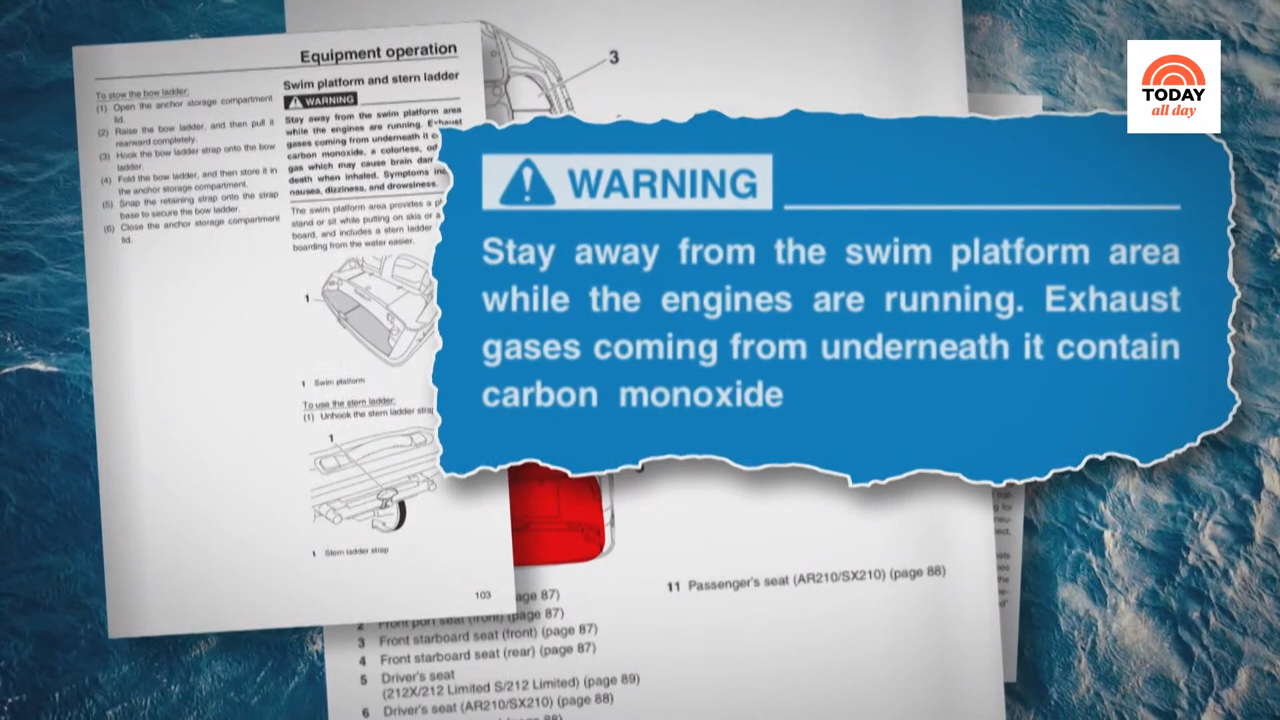 Equipment operation
To stow the bow ladder:
(1) Open the anchor storage compartment
lid.
(2) Raise the bow ladder, and then pull it
rearward completely.
(3) Hook the bow ladder strap onto the bow
ladder.
(4) Fold the bow ladder, and then store it in
the anchor storage compartment.
(5) Snap the retaining strap onto the strap
base to secure the bow ladder.
(6) Close the anchor storage compartment
lid.
Swim platform and stern ladder
WARNING
Stay away from the swim platform area
while the engines are running. Exhaust
gases coming from underneath it
carbon monoxide, a colorless,
gas which may cause brain
death when inhaled. Symptoms
nausea, dizziness, and drowsiness.
The swim platform area provides a
stand or sit while putting on skis or a
board, and includes a stern ladder
boarding from the water easier.
1
1 Swim platform
To use the stern ladder:
(1) Unhook the stern ladder
1
1 Stern ladder strap
103
3
TODAY
all day
WARNING
Stay away from the swim platform area
while the engines are running. Exhaust
gases coming from underneath it contain
carbon monoxide
87)
2 Front port seat (front) (page 87)
3 Front starboard seat (front) (page 87)
4 Front starboard seat (rear) (page 87)
5 Driver's seat
(212X/212 Limited S/212 Limited) (page 89)
6 Driver's seat (AR210/SX210) (page 88)
11 Passenger's seat (AR210/SX210) (page 88)